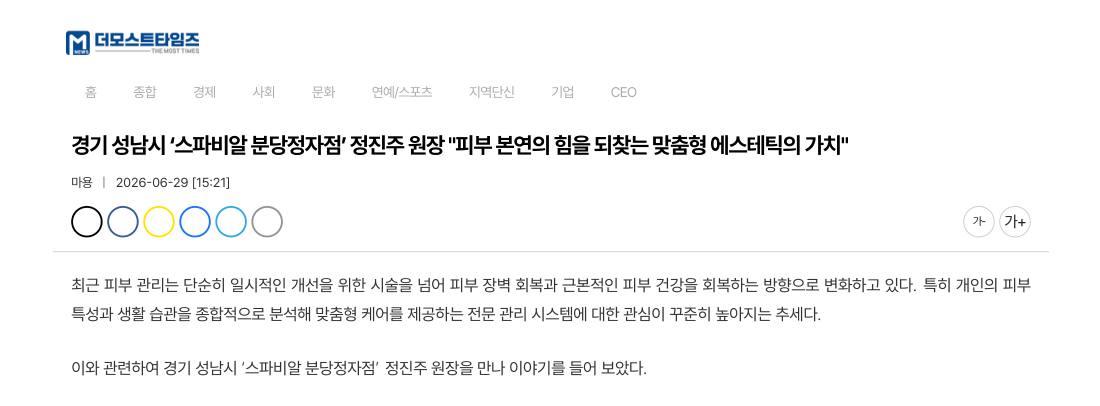 M NEWS 더모스트타임즈
THE MOST TIMES
홈 종합 경제 사회 문화 연예/스포츠 지역단신 기업 CEO
경기 성남시 ‘스파비알 분당정자점’ 정진주 원장 "피부 본연의 힘을 되찾는 맞춤형 에스테틱의 가치"
마용 | 2026-06-29 [15:21]
가- 가+
최근 피부 관리는 단순히 일시적인 개선을 위한 시술을 넘어 피부 장벽 회복과 근본적인 피부 건강을 회복하는 방향으로 변화하고 있다. 특히 개인의 피부
특성과 생활 습관을 종합적으로 분석해 맞춤형 케어를 제공하는 전문 관리 시스템에 대한 관심이 꾸준히 높아지는 추세다.
이와 관련하여 경기 성남시 ‘스파비알 분당정자점’ 정진주 원장을 만나 이야기를 들어 보았다.